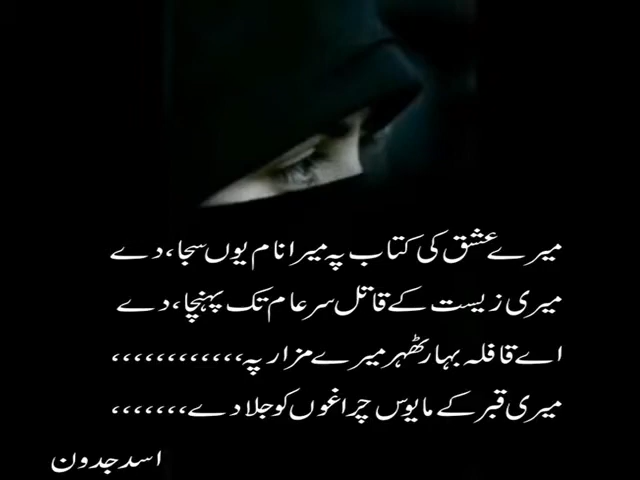 میرے عشق کی کتاب پہ میرا نام یوں سجا، دے
میری زیست کے قاتل سر عام تک پہنچا، دے
اے قافلہ بہار ٹھہر میرے مزار پہ،،،،،،،،،،،،
میری قبر کے مایوس چراغوں کو جلا دے،،،،،،،
اسد جدون